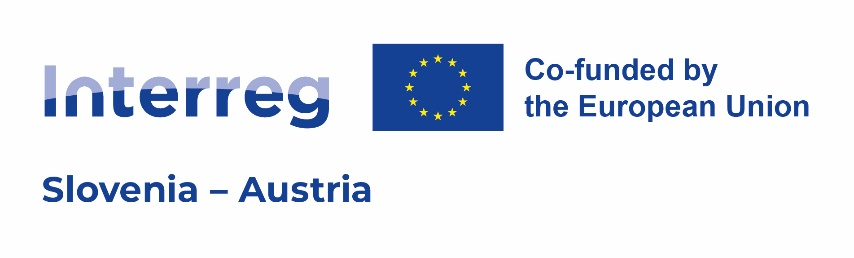 Interreg
Co-funded by
the European Union
Slovenia – Austria